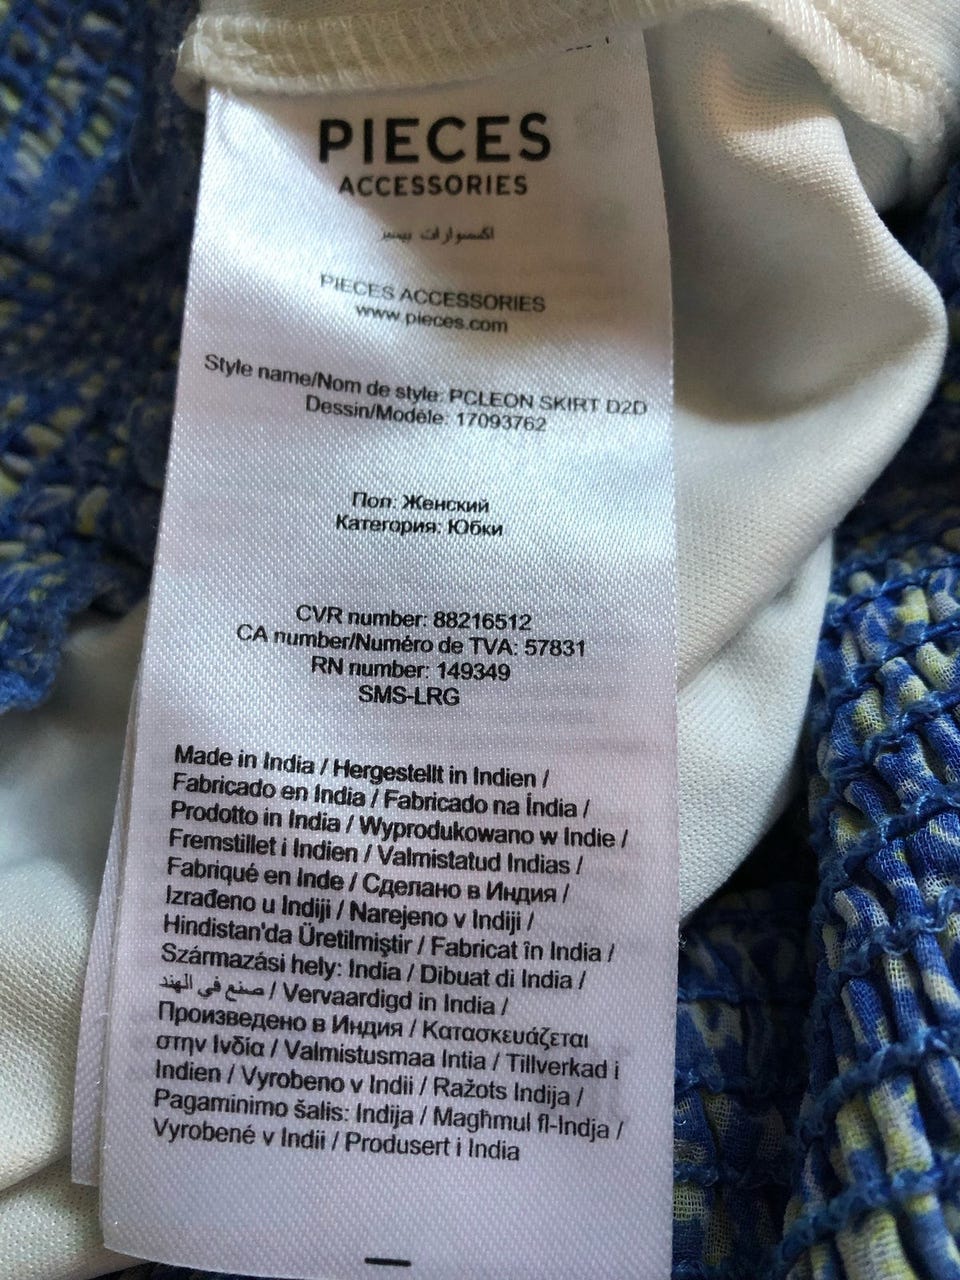 PIECES
ACCESSORIES
اكسسوارات بيسز
PIECES ACCESSORIES
www.pieces.com
Style name/Nom de style: PCLEON SKIRT D2D
Dessin/Modèle: 17093762
Пол: Женский
Категория: Юбки
CVR number: 88216512
CA number/Numéro de TVA: 57831
RN number: 149349
SMS-LRG
Made in India / Hergestellt in Indien /
Fabricado en India / Fabricado na Índia /
Prodotto in India / Wyprodukowano w Indie /
Fremstillet i Indien / Valmistatud Indias /
Fabriqué en Inde / Сделано в Индия /
Izrađeno u Indiji / Narejeno v Indiji /
Hindistan'da Üretilmiştir / Fabricat în India /
Származási hely: India / Dibuat di India /
صنع في الهند / Vervaardigd in India /
Произведено в Индия / Κατασκευάζεται
στην Ινδία / Valmistusmaa Intia / Tillverkad i
Indien / Vyrobeno v Indii / Ražots Indija /
Pagaminimo šalis: Indija / Magħmul fl-Indja /
Vyrobené v Indii / Produsert i India